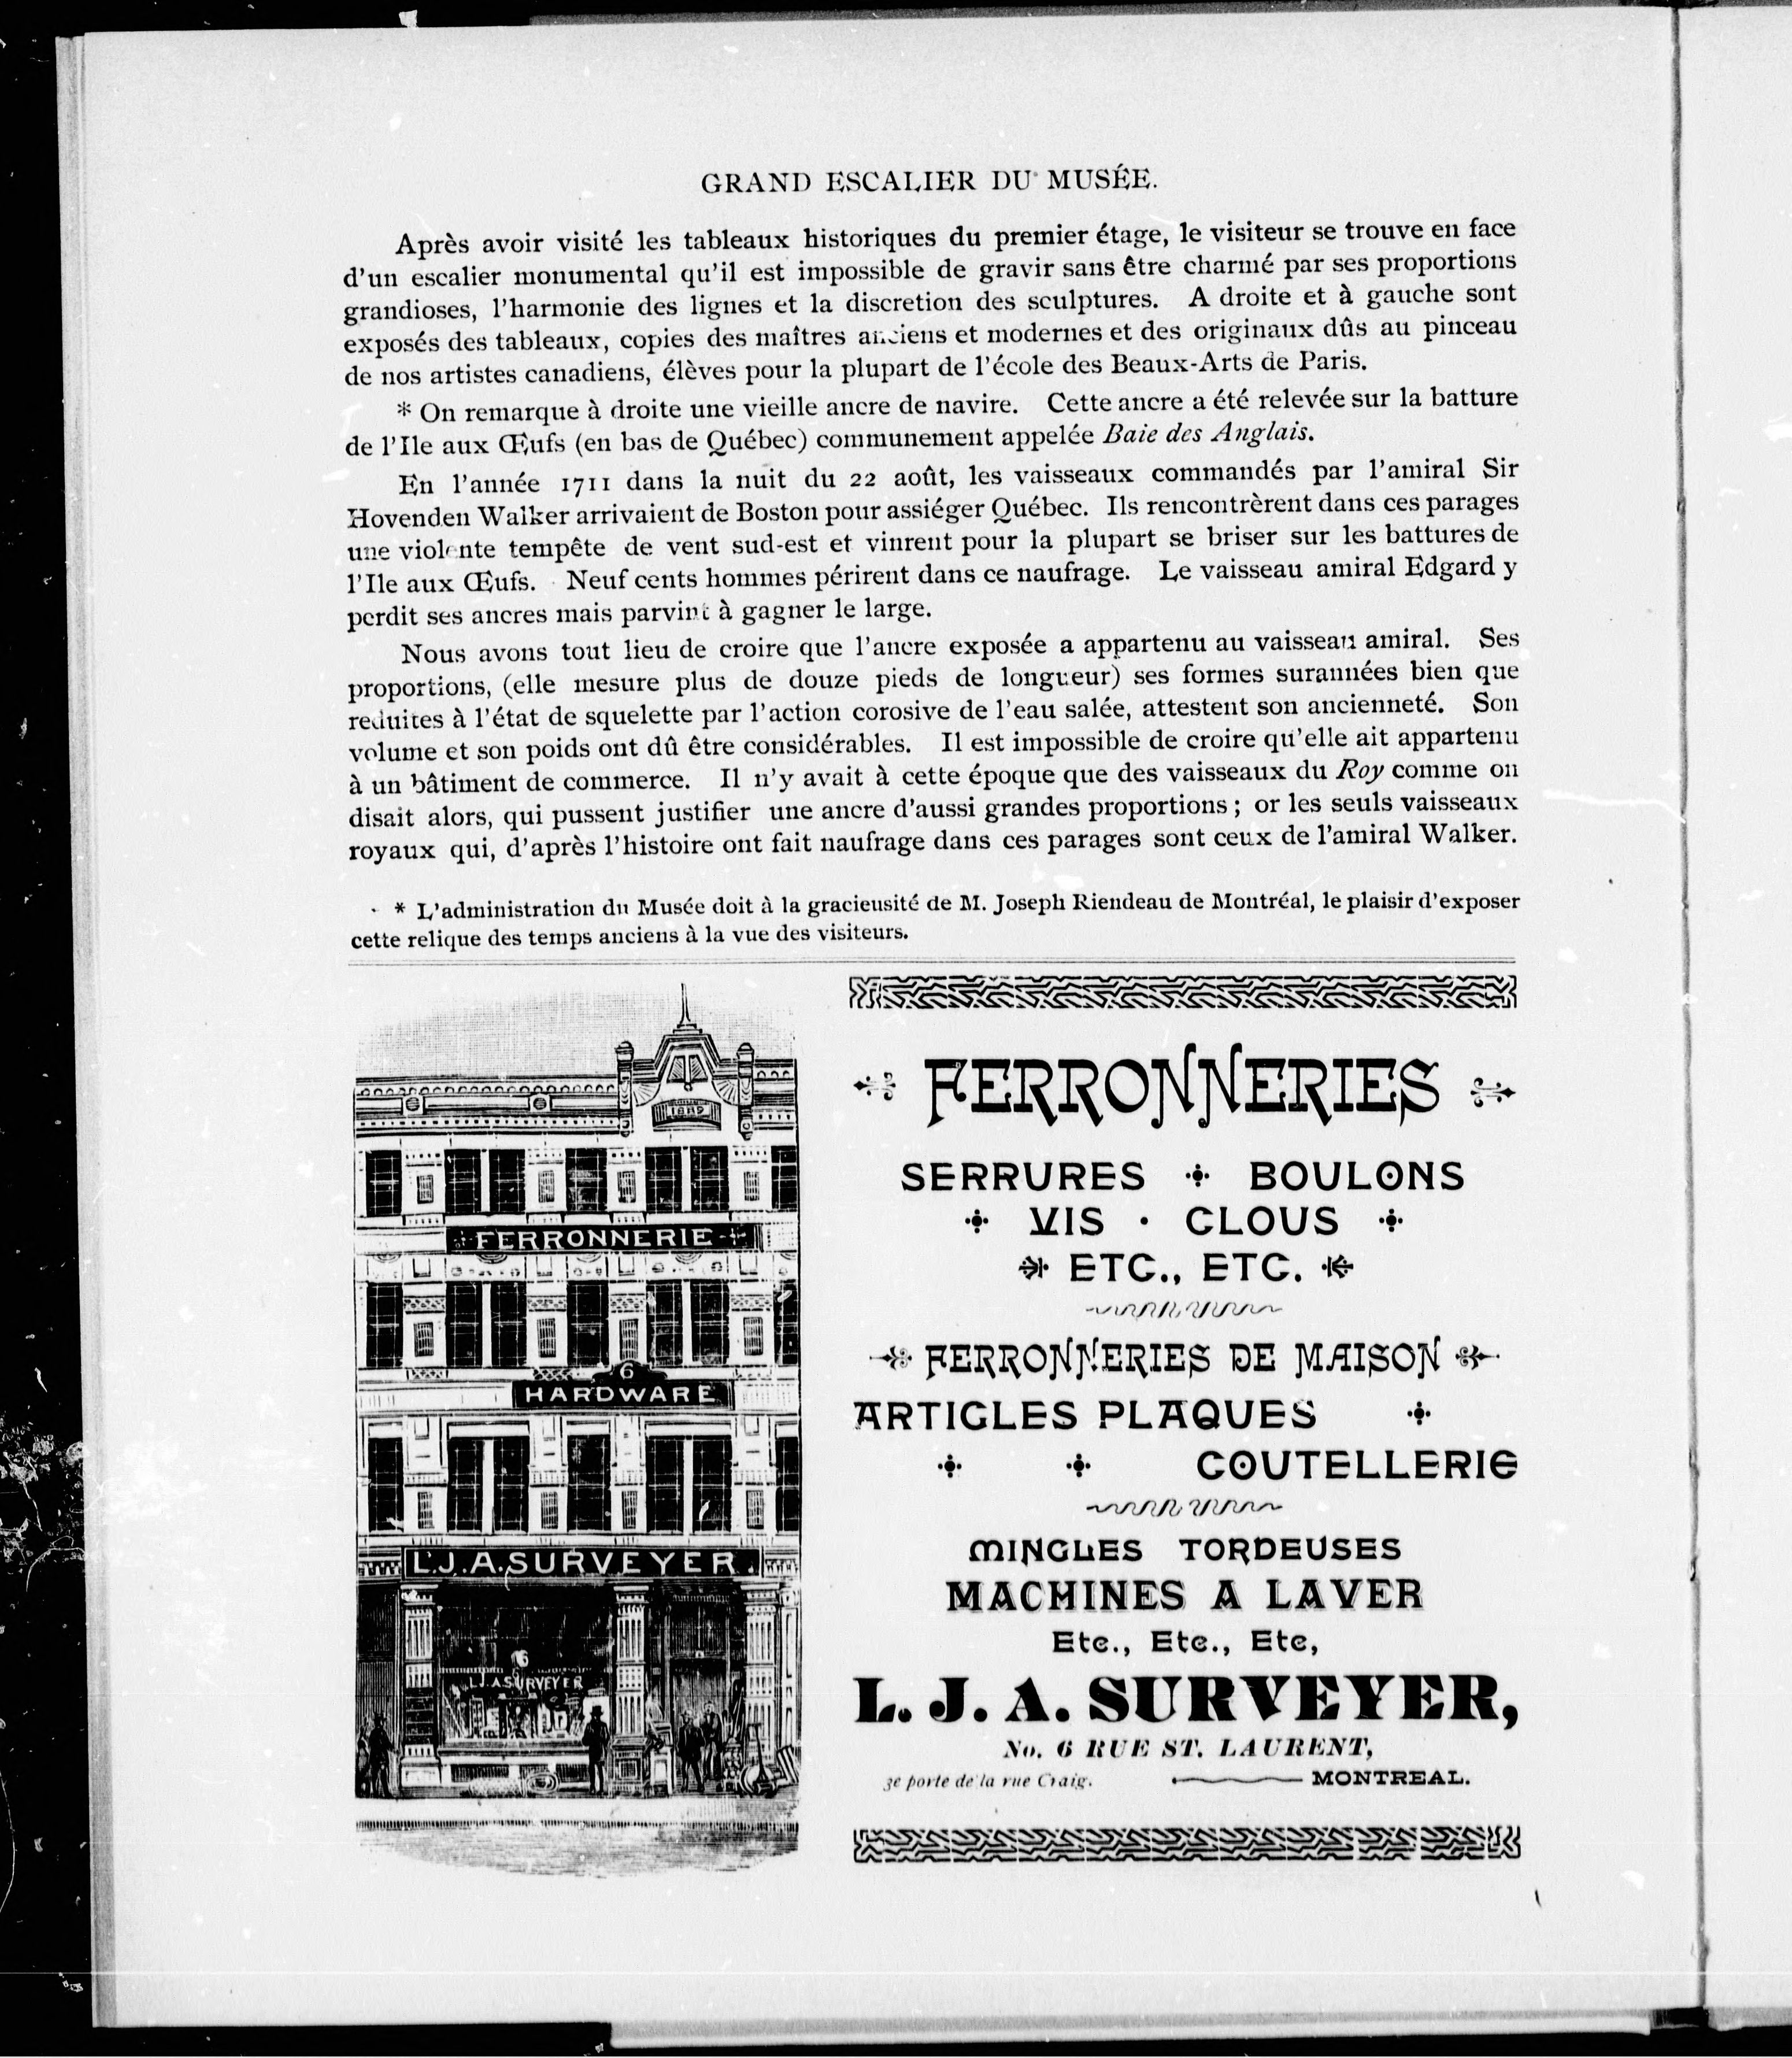 GRAND ESCALIER DU MUSÉE.
Après avoir visité les tableaux historiques du premier étage, le visiteur se trouve en face
d'un escalier monumental qu'il est impossible de gravir sans être charmé par ses proportions
grandioses, l'harmonie des lignes et la discretion des sculptures. A droite et à gauche sont
exposés des tableaux, copies des maîtres anciens et modernes et des originaux dûs au pinceau
de nos artistes canadiens, élèves pour la plupart de l'école des Beaux-Arts de Paris.
* On remarque à droite une vieille ancre de navire. Cette ancre a été relevée sur la batture
de l'Ile aux Œufs (en bas de Québec) communement appelée Baie des Anglais.
En l'année 1711 dans la nuit du 22 août, les vaisseaux commandés par l'amiral Sir
Hovenden Walker arrivaient de Boston pour assiéger Québec. Ils rencontrèrent dans ces parages
une violente tempête de vent sud-est et vinrent pour la plupart se briser sur les battures de
l'Ile aux Œufs. Neuf cents hommes périrent dans ce naufrage. Le vaisseau amiral Edgard y
perdit ses ancres mais parvint à gagner le large.
Nous avons tout lieu de croire que l'ancre exposée a appartenu au vaisseau amiral. Ses
proportions, (elle mesure plus de douze pieds de longueur) ses formes surannées bien que
reduites à l'état de squelette par l'action corosive de l'eau salée, attestent son ancienneté. Son
volume et son poids ont dû être considérables. Il est impossible de croire qu'elle ait appartenu
à un bâtiment de commerce. Il n'y avait à cette époque que des vaisseaux du Roy comme on
disait alors, qui pussent justifier une ancre d'aussi grandes proportions ; or les seuls vaisseaux
royaux qui, d'après l'histoire ont fait naufrage dans ces parages sont ceux de l'amiral Walker.
* L'administration du Musée doit à la gracieusité de M. Joseph Riendeau de Montréal, le plaisir d'exposer
cette relique des temps anciens à la vue des visiteurs.
1889
FERRONNERIE
6
HARDWARE
L.J.A.SURVEYER.
6
L.J.A SURVEYER
FERRONNERIES
SERRURES BOULONS
VIS · CLOUS
ETC., ETC.
FERRONNERIES DE MAISON
ARTICLES PLAQUES
COUTELLERIE
MINGLES TORDEUSES
MACHINES A LAVER
Etc., Etc., Etc,
L. J. A. SURVEYER,
No. 6 RUE ST. LAURENT,
3e porte de la rue Craig. MONTREAL.